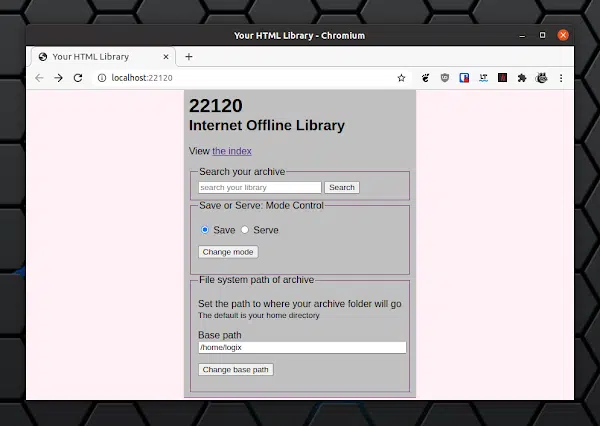 Your HTML Library - Chromium
Your HTML Library
localhost:22120
22120
Internet Offline Library
View the index
Search your archive
search your library Search
Save or Serve: Mode Control
Save Serve
Change mode
File system path of archive
Set the path to where your archive folder will go
The default is your home directory
Base path
/home/logix
Change base path